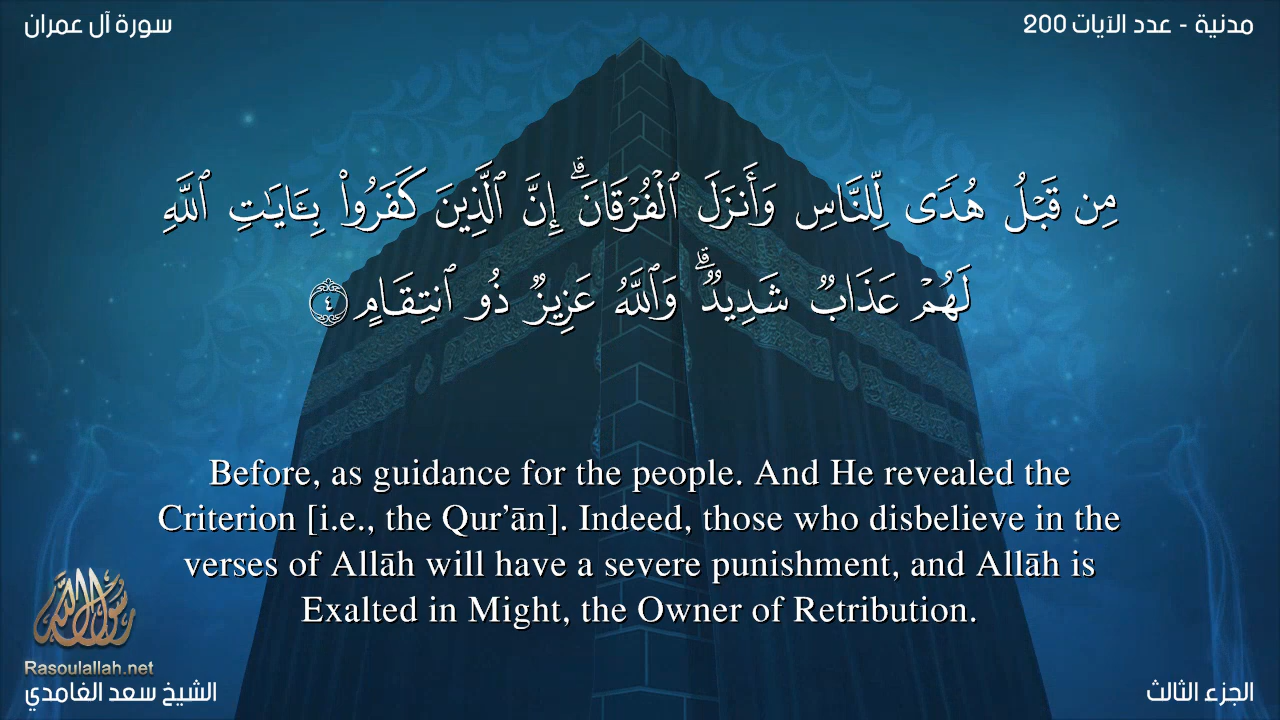 مدنية - عدد الآيات 200
سورة آل عمران
مِن قَبْلُ هُدًى لِّلنَّاسِ وَأَنزَلَ ٱلْفُرْقَانَ ۗ إِنَّ ٱلَّذِينَ كَفَرُوا۟ بِـَٔايَـٰتِ ٱللَّهِ
لَهُمْ عَذَابٌ شَدِيدٌ ۗ وَٱللَّهُ عَزِيزٌ ذُو ٱنتِقَامٍ ٤
Before, as guidance for the people. And He revealed the
Criterion [i.e., the Qur’ān]. Indeed, those who disbelieve in the
verses of Allāh will have a severe punishment, and Allāh is
Exalted in Might, the Owner of Retribution.
رسول الله
Rasoulallah.net
الشيخ سعد الغامدي
الجزء الثالث